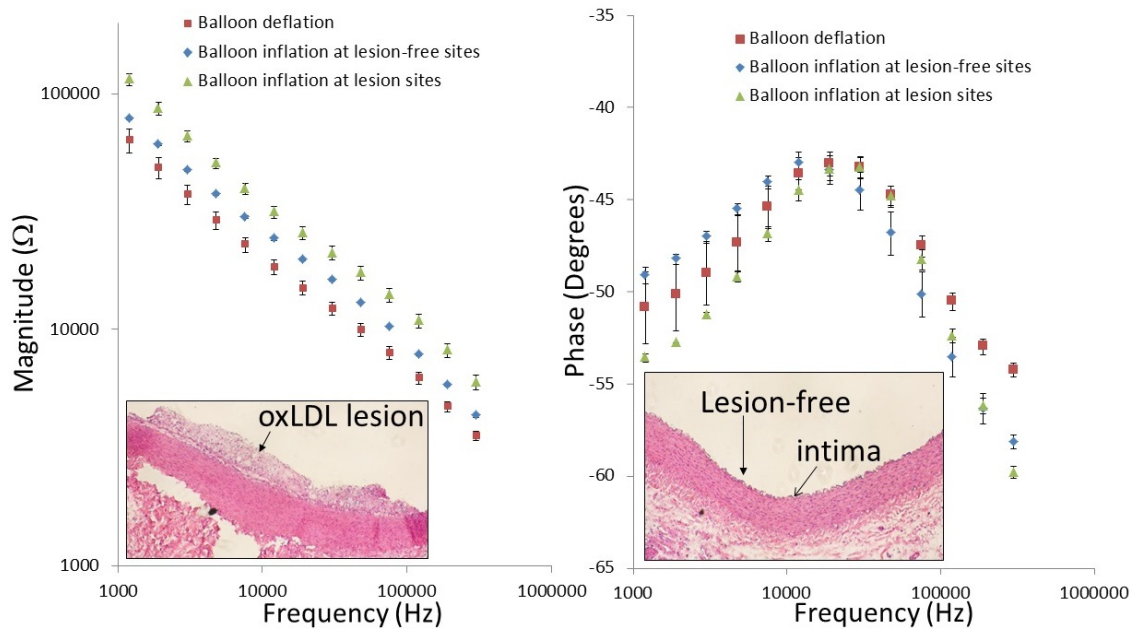 Balloon deflation
Balloon inflation at lesion-free sites
Balloon inflation at lesion sites
100000
10000
1000
Magnitude (Ω)
oxLDL lesion
1000
10000
100000
1000000
Frequency (Hz)
Balloon deflation
Balloon inflation at lesion-free sites
Balloon inflation at lesion sites
-35
-40
-45
-50
-55
-60
-65
Phase (Degrees)
Lesion-free
intima
1000
10000
100000
1000000
Frequency (Hz)